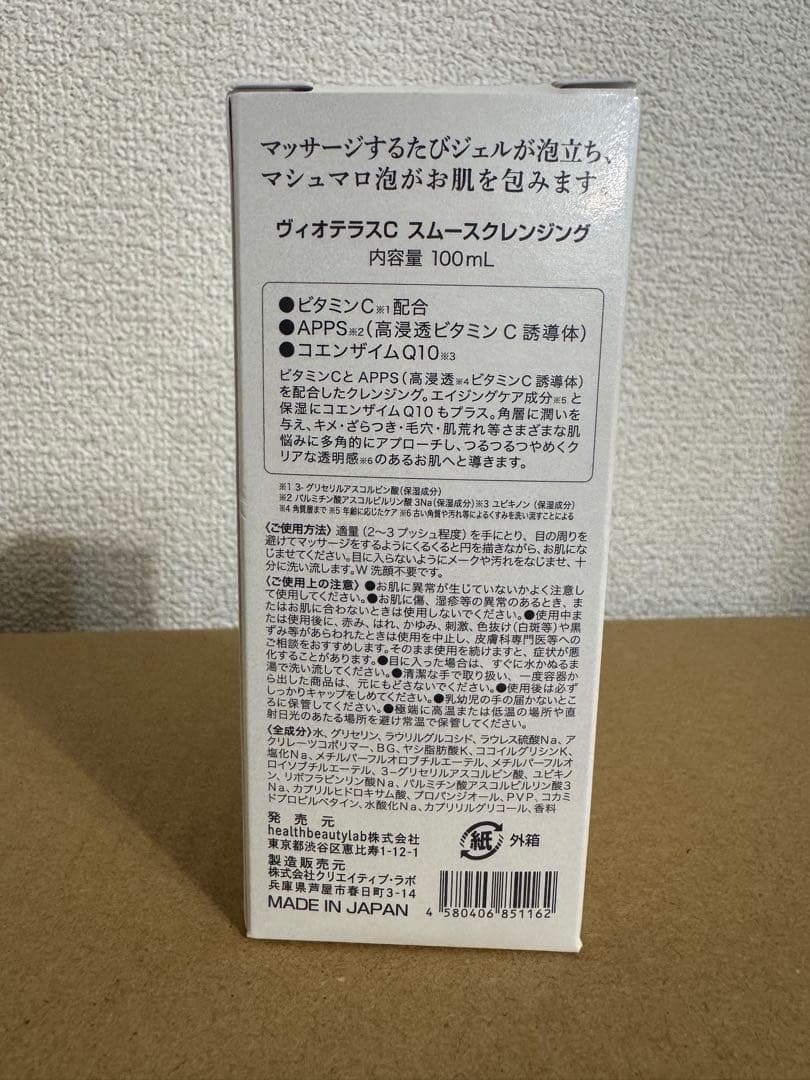 マッサージするたびジェルが泡立ち、
マシュマロ泡がお肌を包みます。
ヴィオテラスC スムースクレンジング
内容量 100mL
●ビタミンC※1配合
●APPS※2(高浸透ビタミンC誘導体)
●コエンザイムQ10※3
ビタミンCとAPPS(高浸透※4ビタミンC誘導体)
を配合したクレンジング。エイジングケア成分※5と
保湿にコエンザイムQ10もプラス。角層に潤いを
与え、キメ・ざらつき・毛穴・肌荒れ等さまざまな肌
悩みに多角的にアプローチし、つるつるつやめくク
リアな透明感※6のあるお肌へと導きます。
※1 3-グリセリルアスコルビン酸(保湿成分)
※2 パルミチン酸アスコルビルリン酸3Na(保湿成分)※3 ユビキノン(保湿成分)
※4 角質層まで ※5 年齢に応じたケア ※6 古い角質や汚れ等によるくすみを洗い流すことによる
〈ご使用方法〉適量(2〜3プッシュ程度)を手にとり、目の周りを
避けてマッサージをするようにくるくると円を描きながら、お肌にな
じませてください。目に入らないようにメークや汚れをなじませ、十
分に洗い流します。W洗顔不要です。
〈ご使用上の注意〉●お肌に異常が生じていないかよく注意し
て使用してください。●お肌に傷、湿疹等の異常のあるとき、ま
たはお肌に合わないときは使用しないでください。●使用中ま
たは使用後に、赤み、はれ、かゆみ、刺激、色抜け(白斑等)や黒
ずみ等があらわれたときは使用を中止し、皮膚科専門医等への
ご相談をおすすめします。そのまま使用を続けますと、症状が悪
化することがあります。●目に入った場合は、すぐに水かぬるま
湯で洗い流してください。●清潔な手で取り扱い、一度容器か
ら出した商品は、元にもどさないでください。●使用後は必ず
しっかりキャップをしめてください。●乳幼児の手の届かないとこ
ろに保管してください。●極端に高温または低温の場所や直
射日光のあたる場所を避け常温で保管してください。
〈全成分〉水、グリセリン、ラウリルグルコシド、ラウレス硫酸Na、ア
クリレーツコポリマー、BG、ヤシ脂肪酸K、ココイルグリシンK、
塩化Na、メチルパーフルオロブチルエーテル、メチルパーフル
オロイソブチルエーテル、3-グリセリルアスコルビン酸、ユビキノ
ン、リボフラビンリン酸Na、パルミチン酸アスコルビルリン酸3
Na、カプリルヒドロキサム酸、プロパンジオール、PVP、コカミ
ドプロピルベタイン、水酸化Na、カプリリルグリコール、香料
発売元
healthbeautylab株式会社
東京都渋谷区恵比寿1-12-1
紙 外箱
製造販売元
株式会社クリエイティブ・ラボ
兵庫県芦屋市春日町3-14
MADE IN JAPAN
4 580406 851162